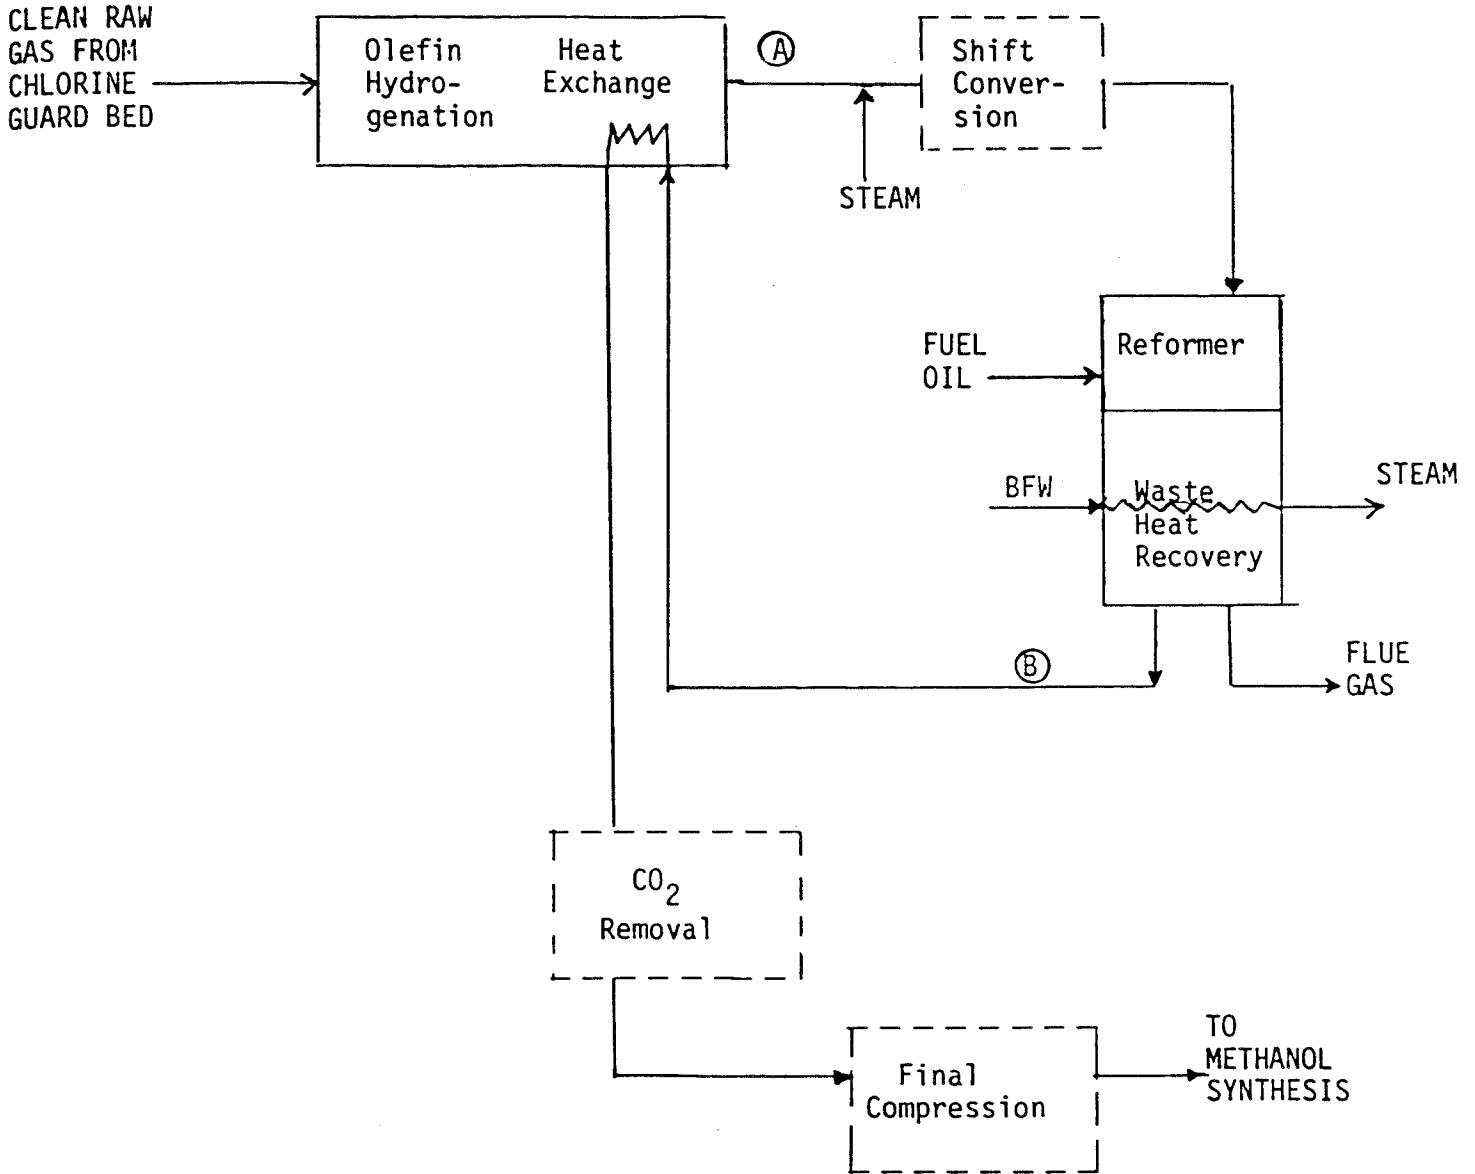 CLEAN RAW
GAS FROM
CHLORINE
GUARD BED
Olefin
Hydro-
genation
Heat
Exchange
A
STEAM
Shift
Conver-
sion
FUEL
OIL
Reformer
BFW
Waste
Heat
Recovery
STEAM
B
FLUE
GAS
CO2
Removal
Final
Compression
TO
METHANOL
SYNTHESIS